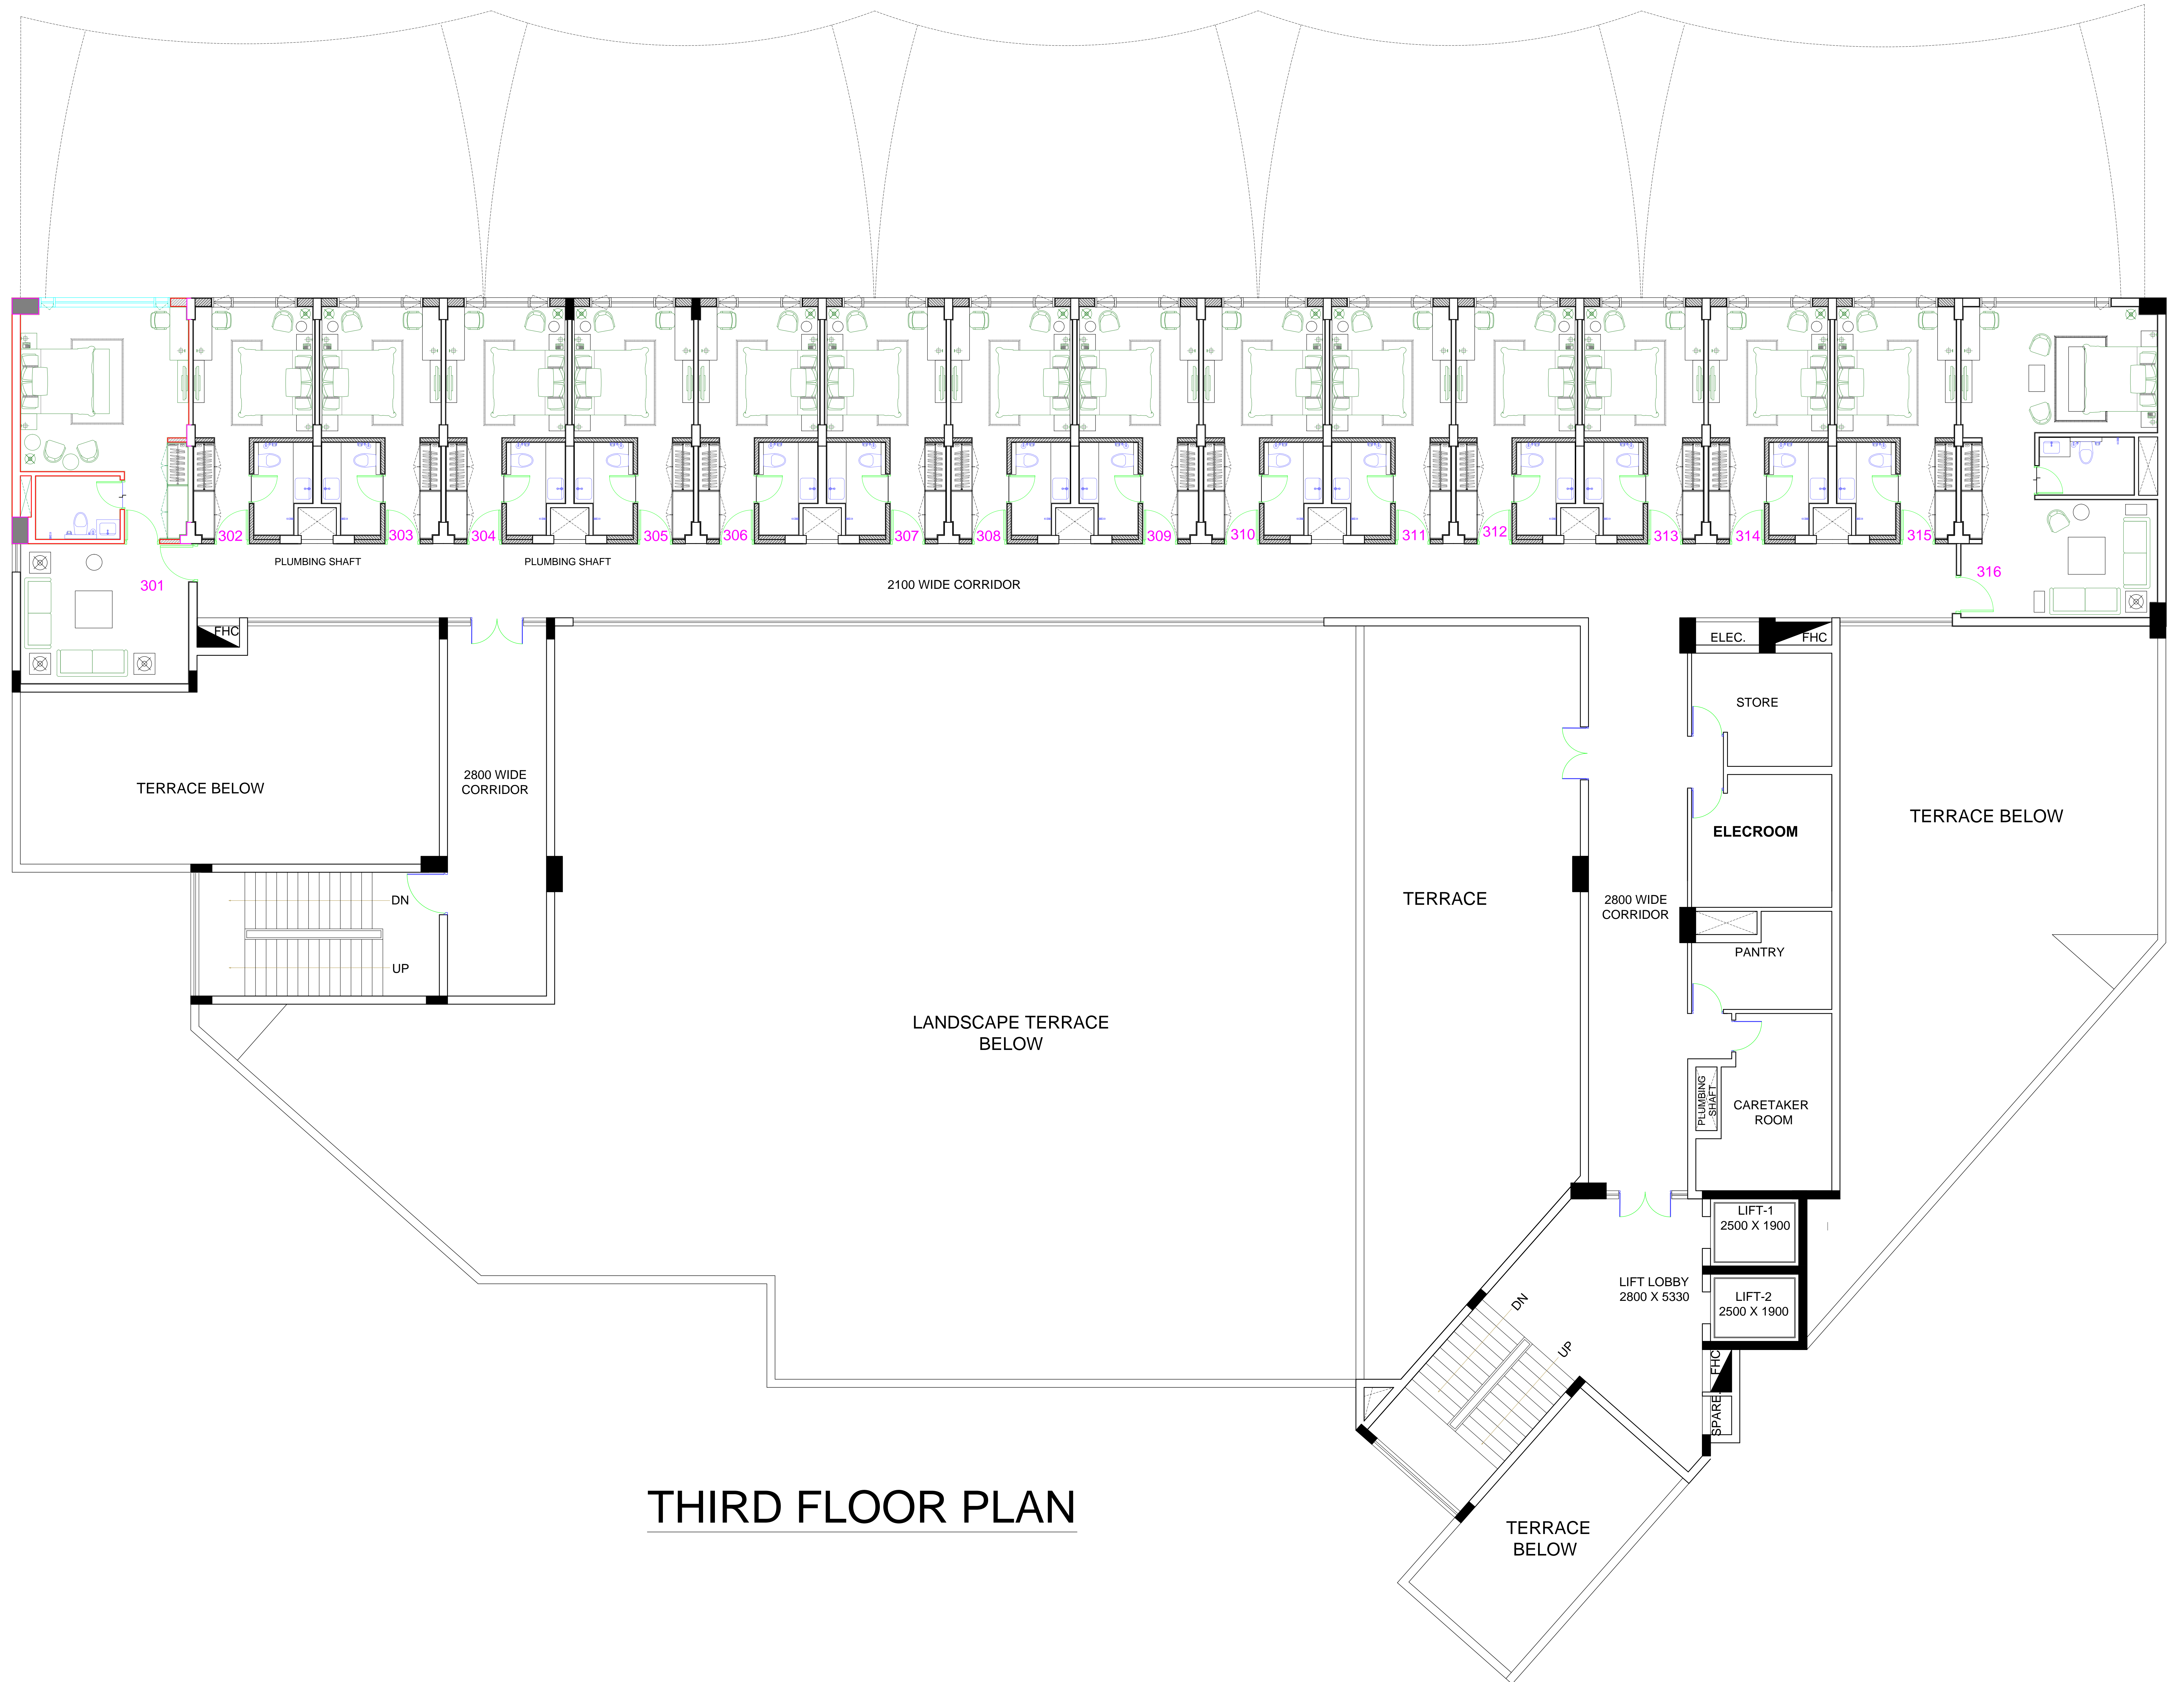 302
303
304
305
306
307
308
309
310
311
312
313
314
315
PLUMBING SHAFT
PLUMBING SHAFT
301
2100 WIDE CORRIDOR
316
FHC
ELEC.
FHC
STORE
TERRACE BELOW
2800 WIDE
CORRIDOR
ELECROOM
TERRACE BELOW
DN
UP
TERRACE
2800 WIDE
CORRIDOR
PANTRY
LANDSCAPE TERRACE
BELOW
PLUMBING
SHAFT
CARETAKER
ROOM
LIFT-1
2500 X 1900
LIFT LOBBY
2800 X 5330
LIFT-2
2500 X 1900
DN
UP
FHC
SPARE
THIRD FLOOR PLAN
TERRACE
BELOW